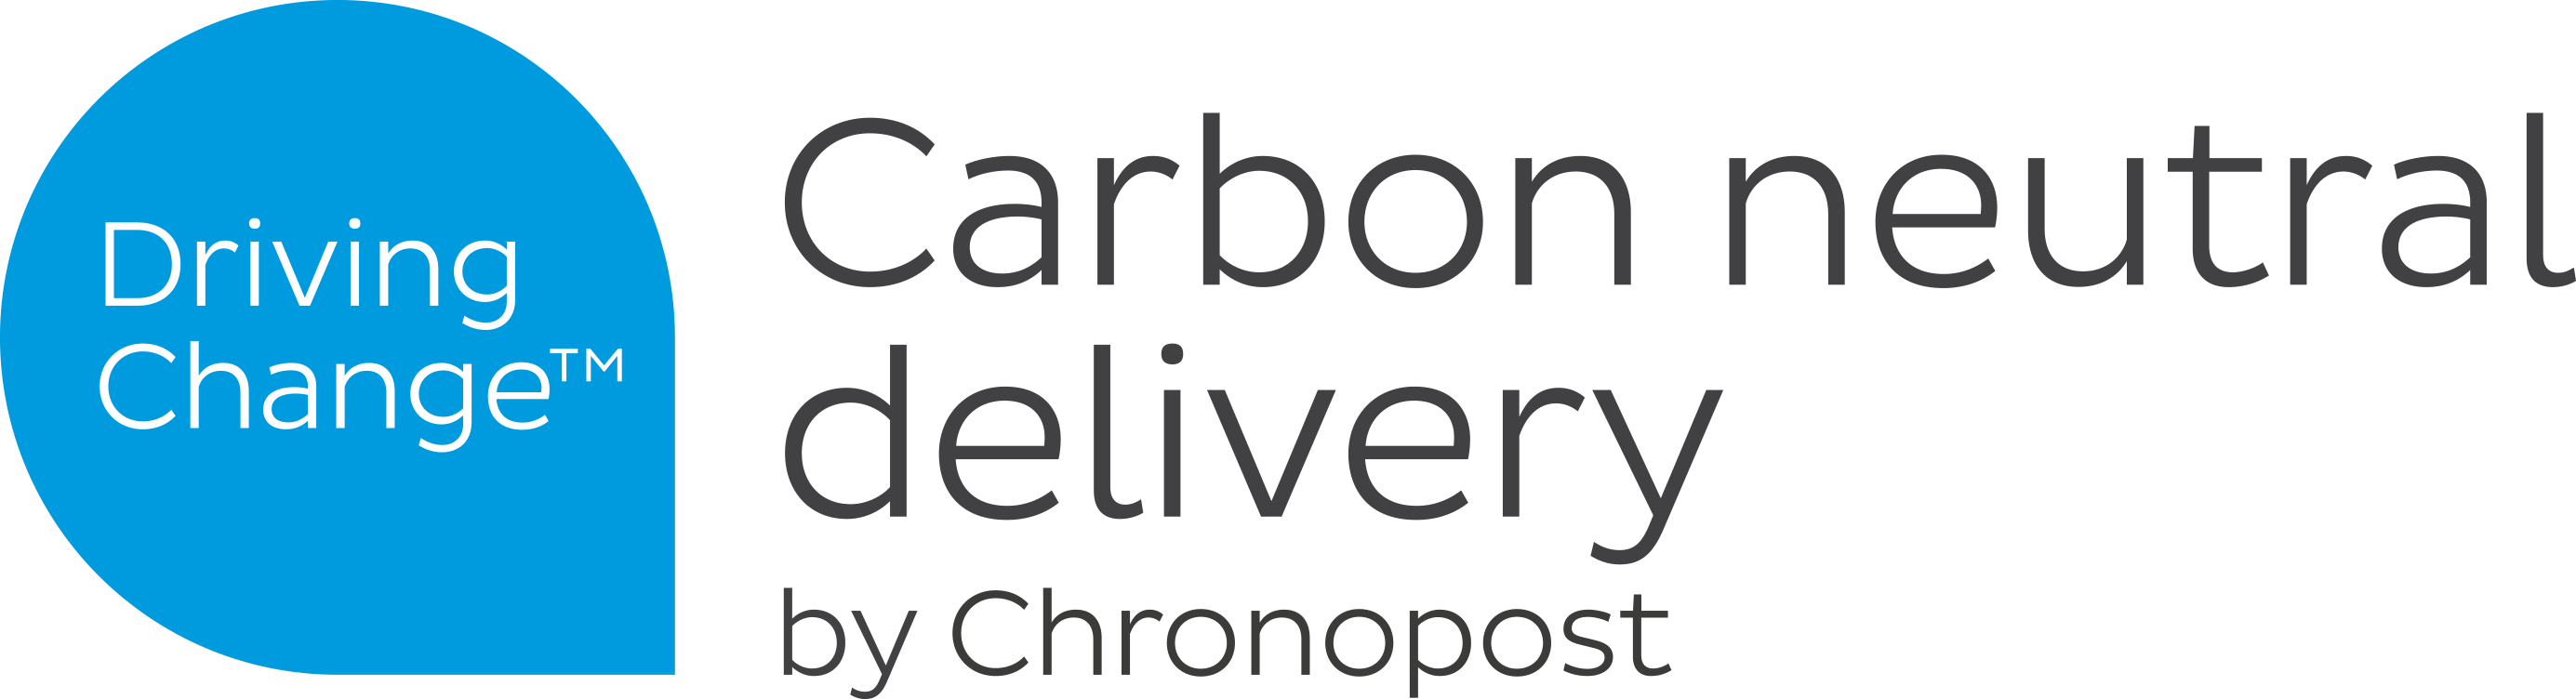 Driving
Change™
Carbon neutral
delivery
by Chronopost